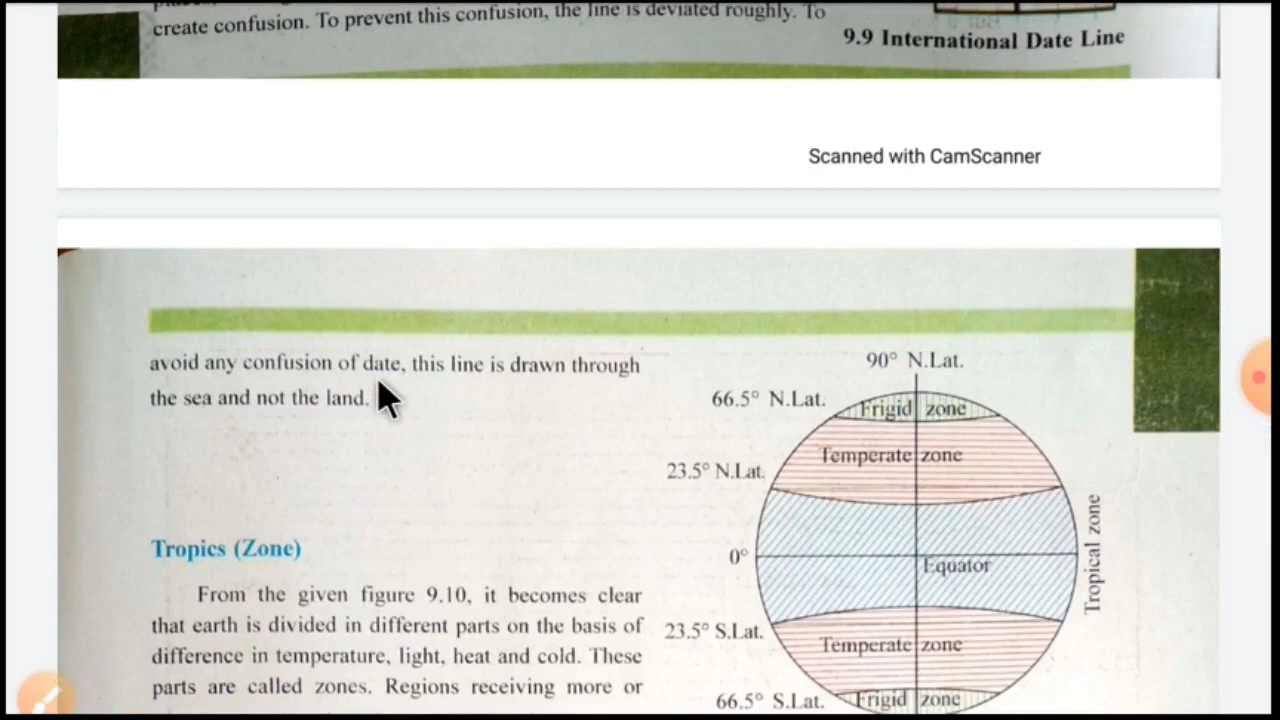 create confusion. To prevent this confusion, the line is deviated roughly. To
9.9 International Date Line
Scanned with CamScanner
avoid any confusion of date, this line is drawn through
the sea and not the land.
90° N.Lat.
66.5° N.Lat.
Frigid zone
Temperate zone
23.5° N.Lat.
0°
Equator
Tropical zone
23.5° S.Lat.
Temperate zone
66.5° S.Lat.
Frigid zone
Tropics (Zone)
From the given figure 9.10, it becomes clear
that earth is divided in different parts on the basis of
difference in temperature, light, heat and cold. These
parts are called zones. Regions receiving more or